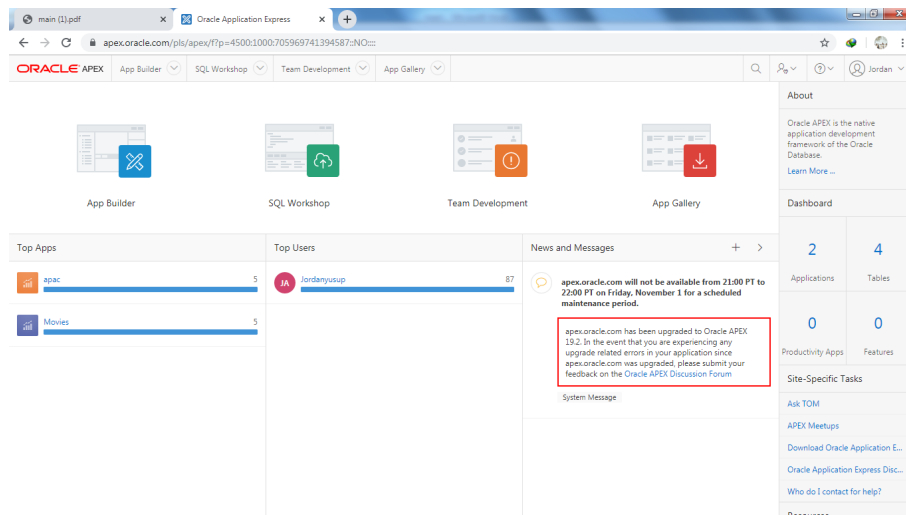 main (1).pdf
Oracle Application Express
apex.oracle.com/pls/apex/f?p=4500:1000:705969741394587::NO::::
ORACLE APEX App Builder SQL Workshop Team Development App Gallery Jordan
App Builder
SQL Workshop
Team Development
App Gallery
Top Apps
apac 5
Movies 5
Top Users
JA Jordanyusup 87
News and Messages
apex.oracle.com will not be available from 21:00 PT to
22:00 PT on Friday, November 1 for a scheduled
maintenance period.
apex.oracle.com has been upgraded to Oracle APEX
19.2. In the event that you are experiencing any
upgrade related errors in your application since
apex.oracle.com was upgraded, please submit your
feedback on the Oracle APEX Discussion Forum
System Message
About
Oracle APEX is the native
application development
framework of the Oracle
Database.
Learn More ...
Dashboard
2 4
Applications Tables
0 0
Productivity Apps Features
Site-Specific Tasks
Ask TOM
APEX Meetups
Download Oracle Application E...
Oracle Application Express Disc...
Who do I contact for help?